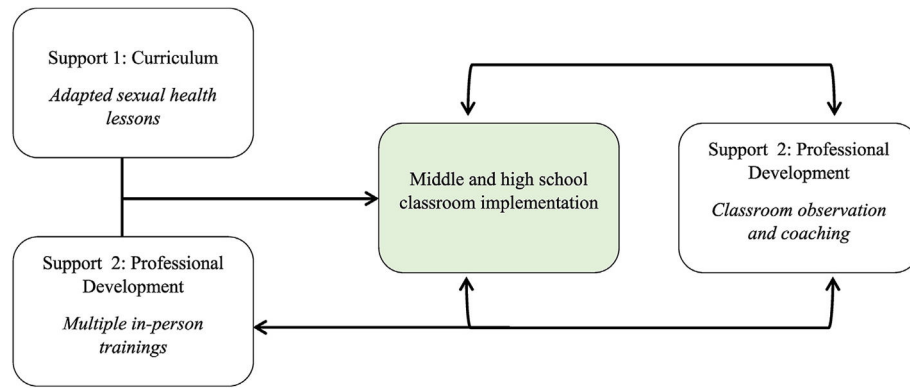 Support 1: Curriculum
Adapted sexual health
lessons
Support 2: Professional
Development
Multiple in-person
trainings
Middle and high school
classroom implementation
Support 2: Professional
Development
Classroom observation
and coaching